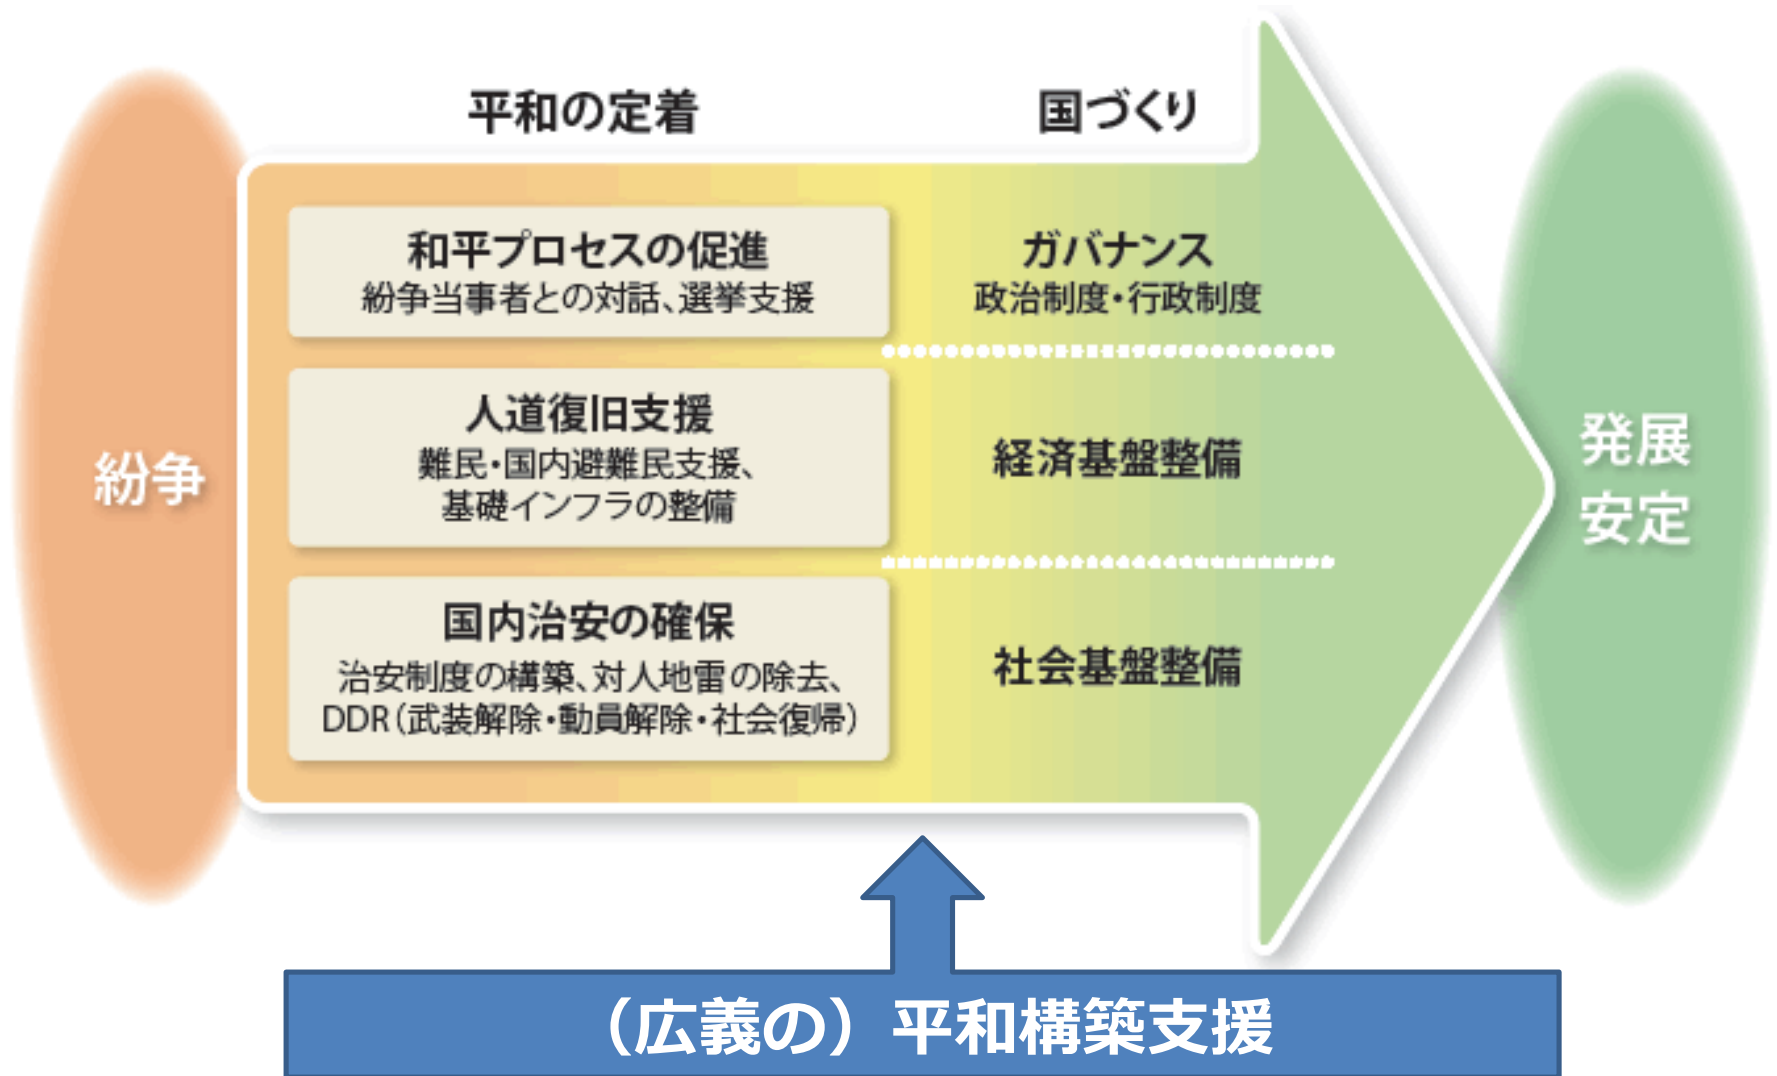 平和の定着
国づくり
紛争
和平プロセスの促進
紛争当事者との対話、選挙支援
人道復旧支援
難民・国内避難民支援、
基礎インフラの整備
国内治安の確保
治安制度の構築、対人地雷の除去、
DDR（武装解除・動員解除・社会復帰）
ガバナンス
政治制度・行政制度
経済基盤整備
社会基盤整備
発展
安定
（広義の）平和構築支援